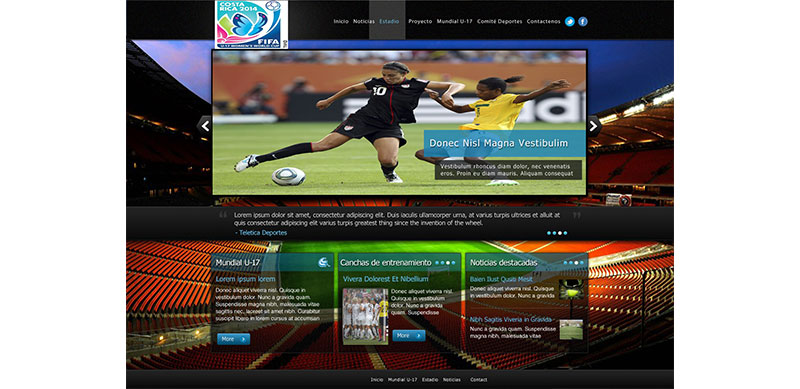 COSTA
RICA 2014
FIFA
U-17 WOMEN'S WORLD CUP
Inicio Noticias Estadio Proyecto Mundial U-17 Comité Deportes Contactenos
10
Donec Nisl Magna Vestibulim
Vestibulum rhoncus diam dolor, nec venenatis
eros. Proin eu diam mauris. Aliquam consequat
Lorem ipsum dolor sit amet, consectetur adipiscing elit. Duis iaculis ullamcorper urna, at varius turpis ultrices et aliuit at
quis consectetur adipiscing elit varius turpis greatest thing since the invention of the wheel.
- Teletica Deportes
Mundial U-17
Lorem Ipsum lorem
Donec aliquet viverra nisl. Quisque in
vestibulum dolor. Nunc a gravida quam.
Suspendisse magna nibh, malesuada vitae
sagittis nec, laoreet sit amet nibh. Curabitur
suscipit libero in lorem luctus at accumsan
More
Canchas de entrenamiento
Vivera Dolorest Et Nibellium
Donec aliquet viverra
nisl. Quisque in
vestibulum dolor.
Nunc a gravida
quam. Suspendisse
More
Noticias destacadas
Baien Ilust Quais Mesit
Donec aliquet viverra nisl.
Quisque in vestibulum dolor.
Nunc a gravida
Nibh Sagitis Viverra in Gravida
Nunc a gravida quam. Suspendisse
magna nibh, malesuada vitae
Inicio Mundial U-17 Estadio Noticias Contact